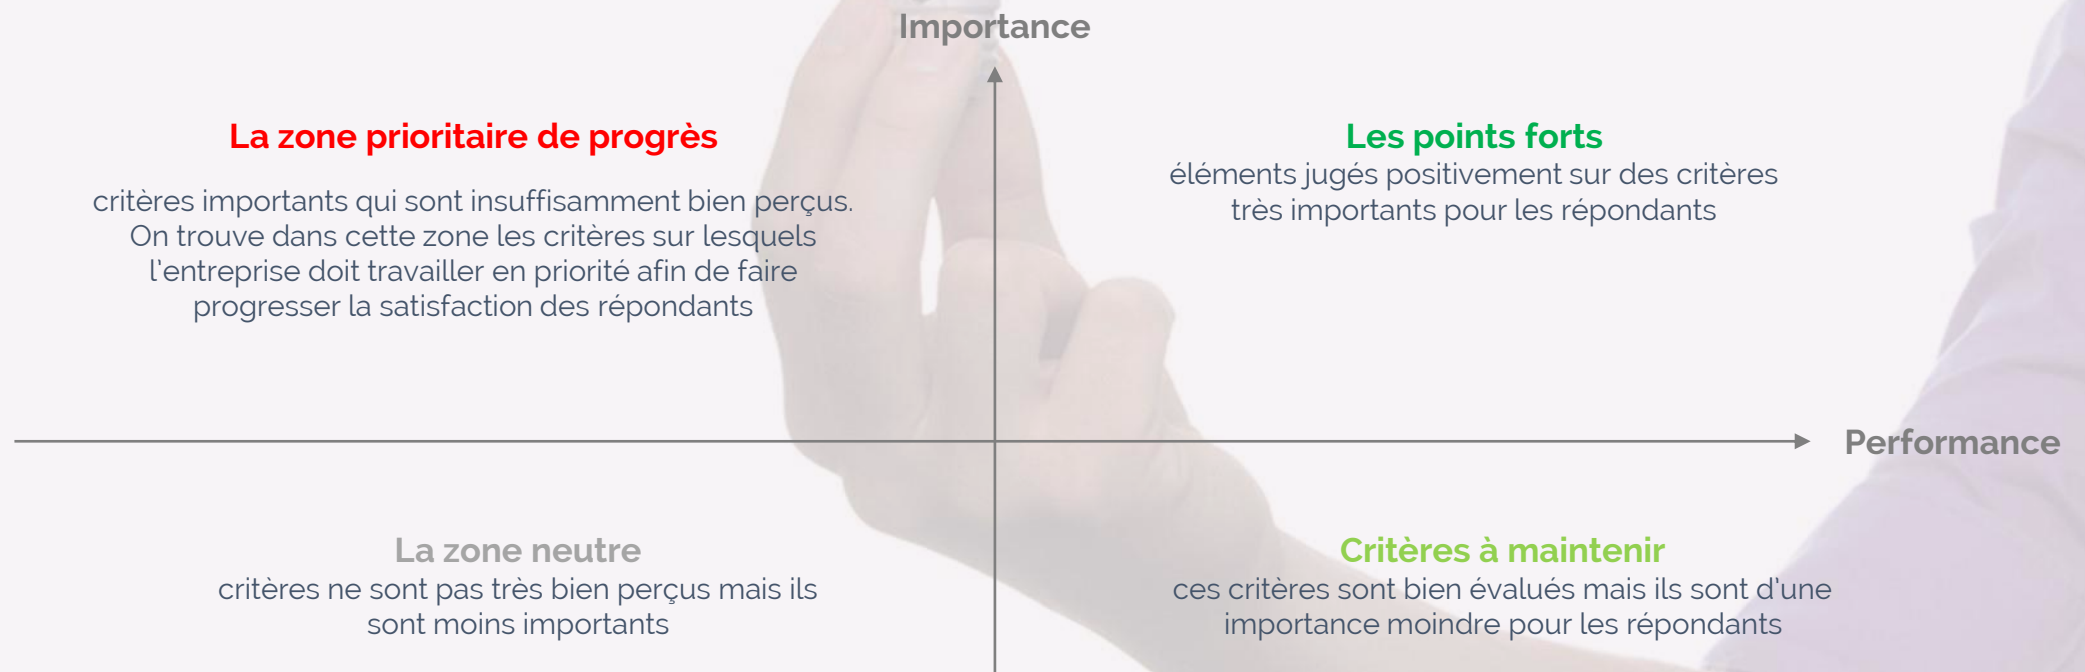 Importance
La zone prioritaire de progrès
critères importants qui sont insuffisamment bien perçus.
On trouve dans cette zone les critères sur lesquels
l'entreprise doit travailler en priorité afin de faire
progresser la satisfaction des répondants
Les points forts
éléments jugés positivement sur des critères
très importants pour les répondants
Performance
La zone neutre
critères ne sont pas très bien perçus mais ils
sont moins importants
Critères à maintenir
ces critères sont bien évalués mais ils sont d'une
importance moindre pour les répondants